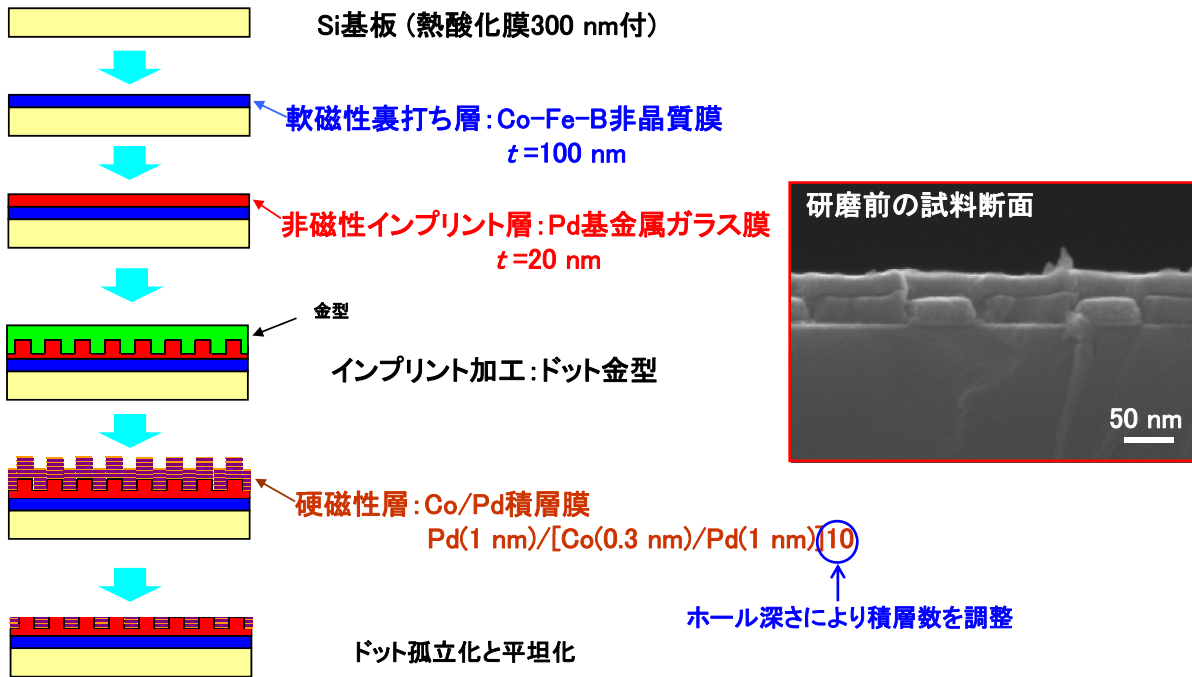 Si基板 (熱酸化膜300 nm付)
軟磁性裏打ち層：Co-Fe-B非晶質膜
t =100 nm
非磁性インプリント層：Pd基金属ガラス膜
t =20 nm
金型
インプリント加工：ドット金型
硬磁性層：Co/Pd積層膜
Pd(1 nm)/[Co(0.3 nm)/Pd(1 nm)]10
ホール深さにより積層数を調整
ドット孤立化と平坦化
研磨前の試料断面
50 nm